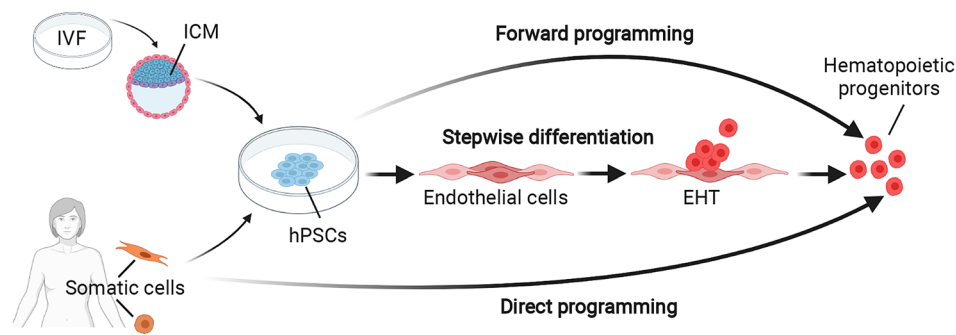 IVF
ICM
Forward programming
Hematopoietic
progenitors
Stepwise differentiation
Endothelial cells
EHT
hPSCs
Somatic cells
Direct programming